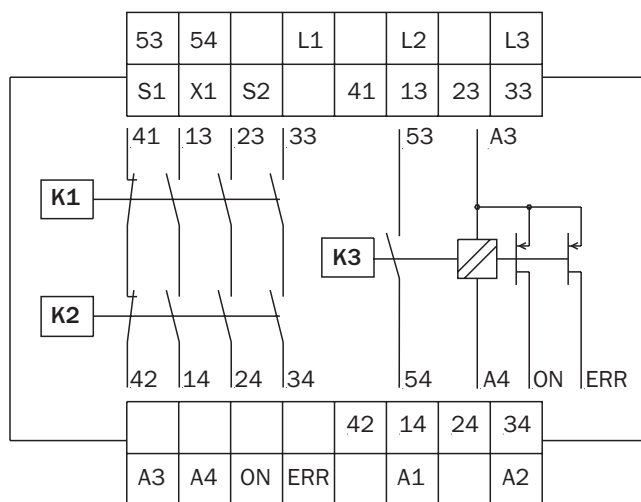 53 54 L1 L2 L3
S1 X1 S2 41 13 23 33
41 13 23 33 53 A3
K1
K3
K2
42 14 24 34 54 A4 ON ERR
42 14 24 34
A3 A4 ON ERR A1 A2